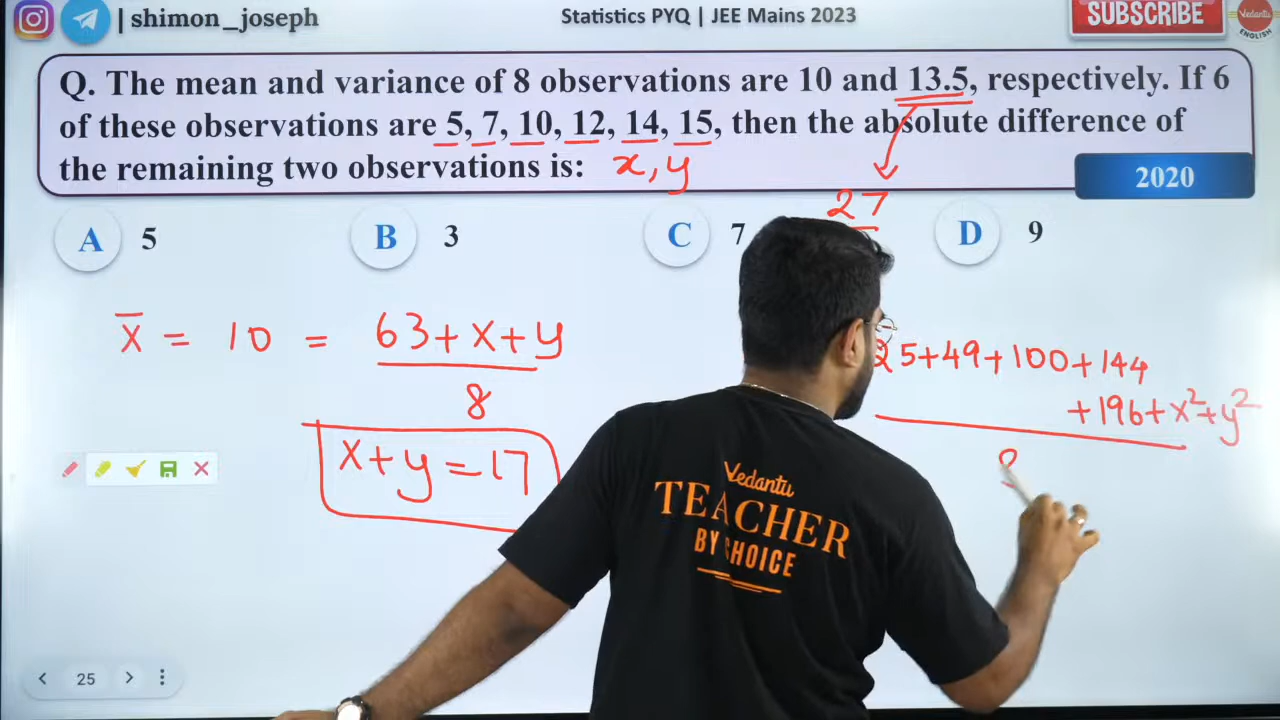 | shimon_joseph
Statistics PYQ | JEE Mains 2023
SUBSCRIBE
Vedantu
ENGLISH
Q. The mean and variance of 8 observations are 10 and 13.5, respectively. If 6
of these observations are 5, 7, 10, 12, 14, 15, then the absolute difference of
the remaining two observations is: x, y
2020
27
A 5
B 3
C 7
D 9
x̅ = 10 = 63+x+y
8
x+y=17
25+49+100+144
+196+x²+y²
Vedantu
TEACHER
BY CHOICE
25